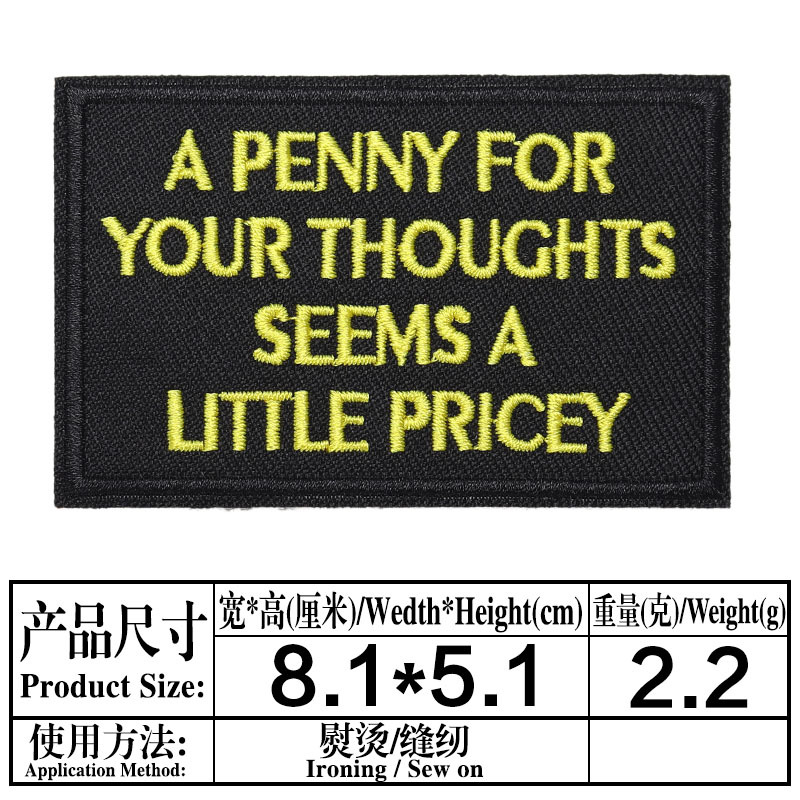 A PENNY FOR
YOUR THOUGHTS
SEEMS A
LITTLE PRICEY
产品尺寸
Product Size:
宽*高(厘米)/Wedth*Height(cm)
重量(克)/Weight(g)
8.1*5.1
2.2
使用方法:
Application Method:
熨烫/缝纫
Ironing / Sew on